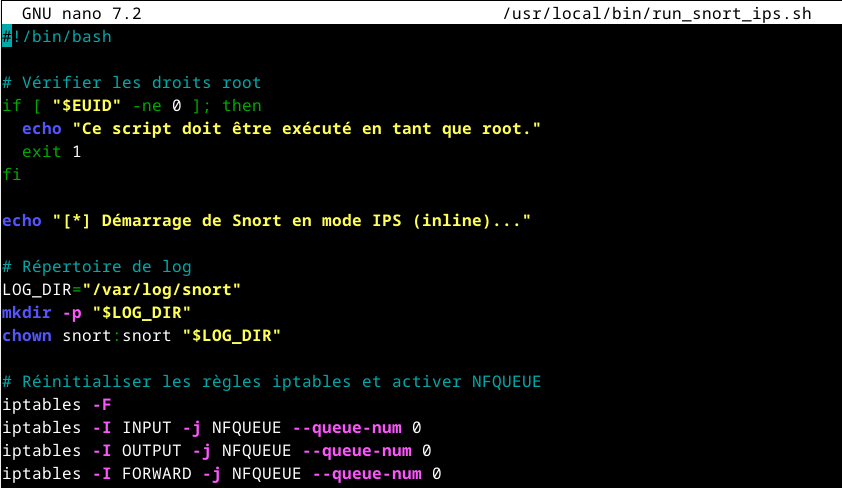 GNU nano 7.2 /usr/local/bin/run_snort_ips.sh
#!/bin/bash
# Vérifier les droits root
if [ "$EUID" -ne 0 ]; then
echo "Ce script doit être exécuté en tant que root."
exit 1
fi
echo "[*] Démarrage de Snort en mode IPS (inline)..."
# Répertoire de log
LOG_DIR="/var/log/snort"
mkdir -p "$LOG_DIR"
chown snort:snort "$LOG_DIR"
# Réinitialiser les règles iptables et activer NFQUEUE
iptables -F
iptables -I INPUT -j NFQUEUE --queue-num 0
iptables -I OUTPUT -j NFQUEUE --queue-num 0
iptables -I FORWARD -j NFQUEUE --queue-num 0